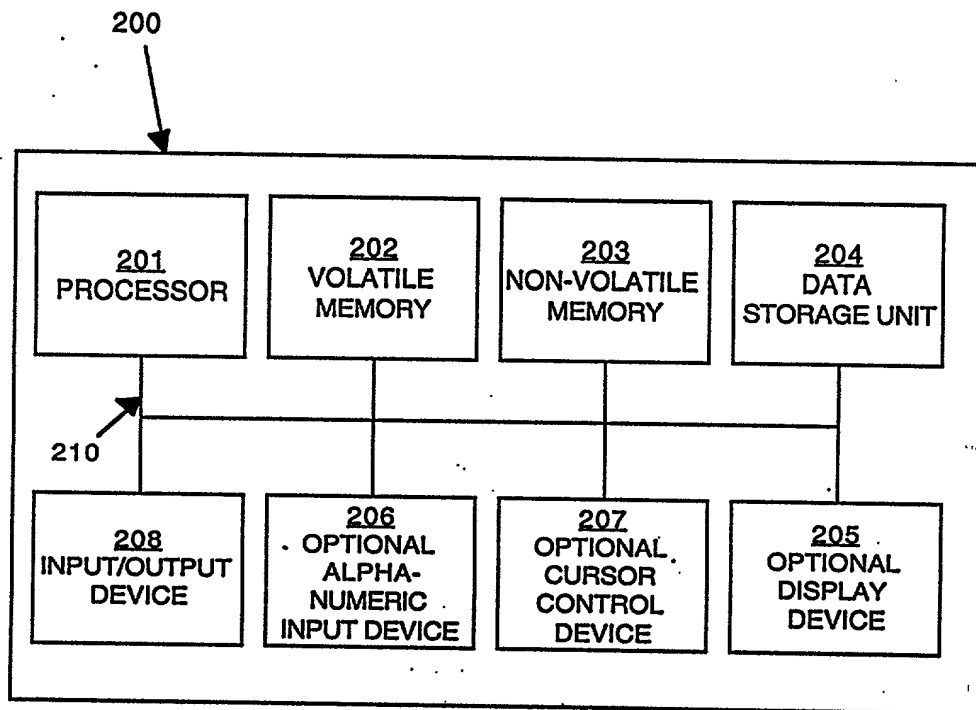 200
201
PROCESSOR
202
VOLATILE
MEMORY
203
NON-VOLATILE
MEMORY
204
DATA
STORAGE UNIT
210
208
INPUT/OUTPUT
DEVICE
206
OPTIONAL
ALPHA-
NUMERIC
INPUT DEVICE
207
OPTIONAL
CURSOR
CONTROL
DEVICE
205
OPTIONAL
DISPLAY
DEVICE